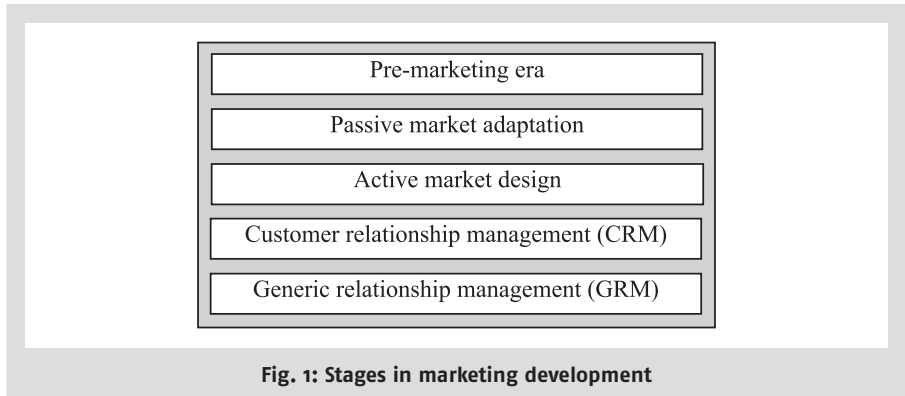 Pre-marketing era
Passive market adaptation
Active market design
Customer relationship management (CRM)
Generic relationship management (GRM)
Fig. 1: Stages in marketing development